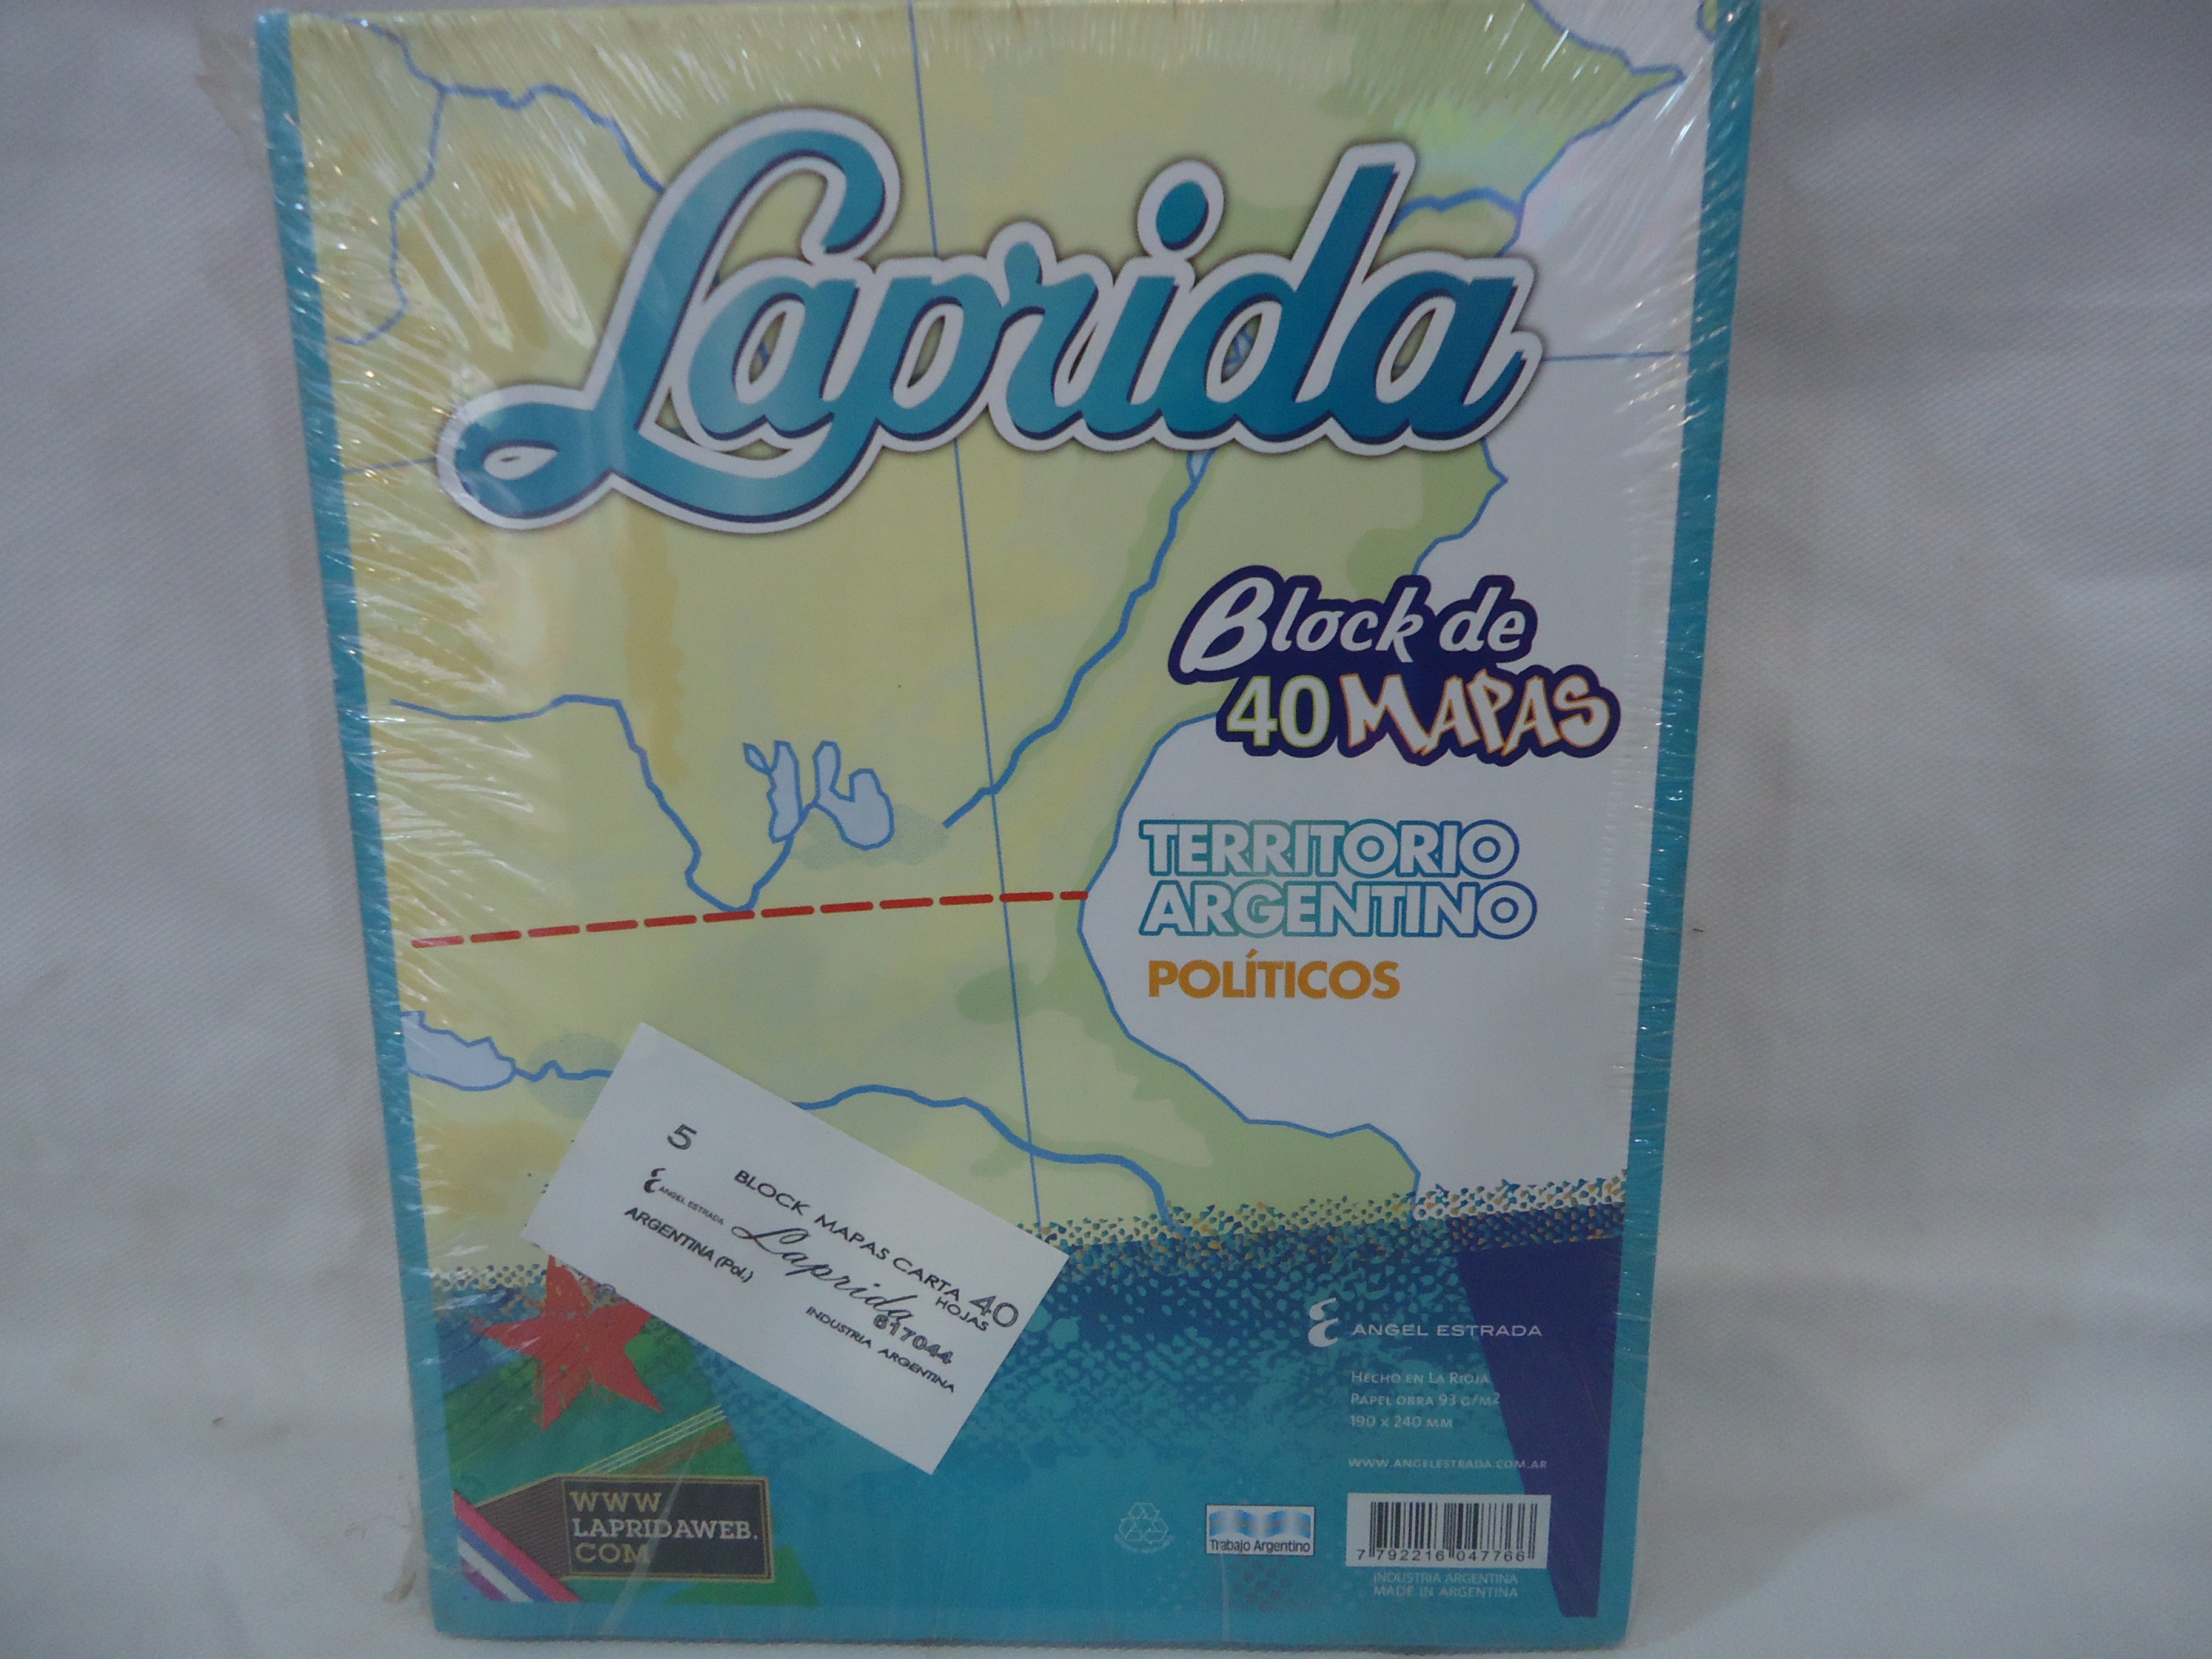 Laprida
Block de
40 MAPAS
TERRITORIO
ARGENTINO
POLÍTICOS
5
BLOCK MAPAS CARTA 40
HOJAS
ANGEL ESTRADA
Laprida
ARGENTINA (Pol.)
617044
INDUSTRIA ARGENTINA
ANGEL ESTRADA
HECHO EN LA RIOJA
PAPEL OBRA 93 G/M2
190 X 240 MM
WWW.ANGELESTRADA.COM.AR
WWW.
LAPRIDAWEB.
COM
Trabajo Argentino
7 792216 047766
INDUSTRIA ARGENTINA
MADE IN ARGENTINA